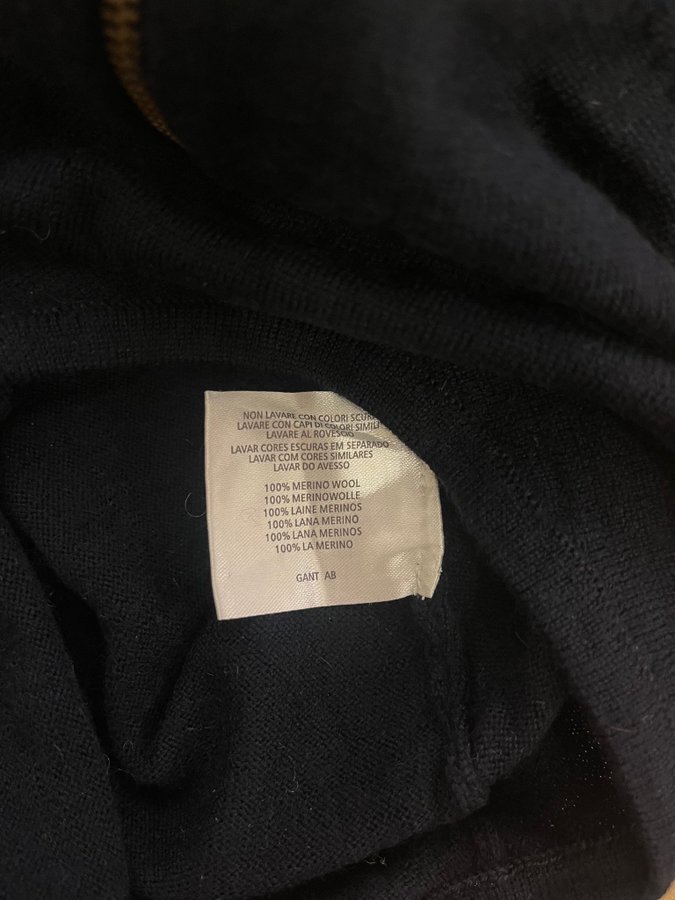 NON LAVARE CON COLORI SCURI
LAVARE CON CAPI DI COLORI SIMILI
LAVARE AL ROVESCIO
LAVAR CORES ESCURAS EM SEPARADO
LAVAR COM CORES SIMILARES
LAVAR DO AVESSO
100% MERINO WOOL
100% MERINOWOLLE
100% LAINE MERINOS
100% LANA MERINO
100% LANA MERINOS
100% LA MERINO
GANT AB